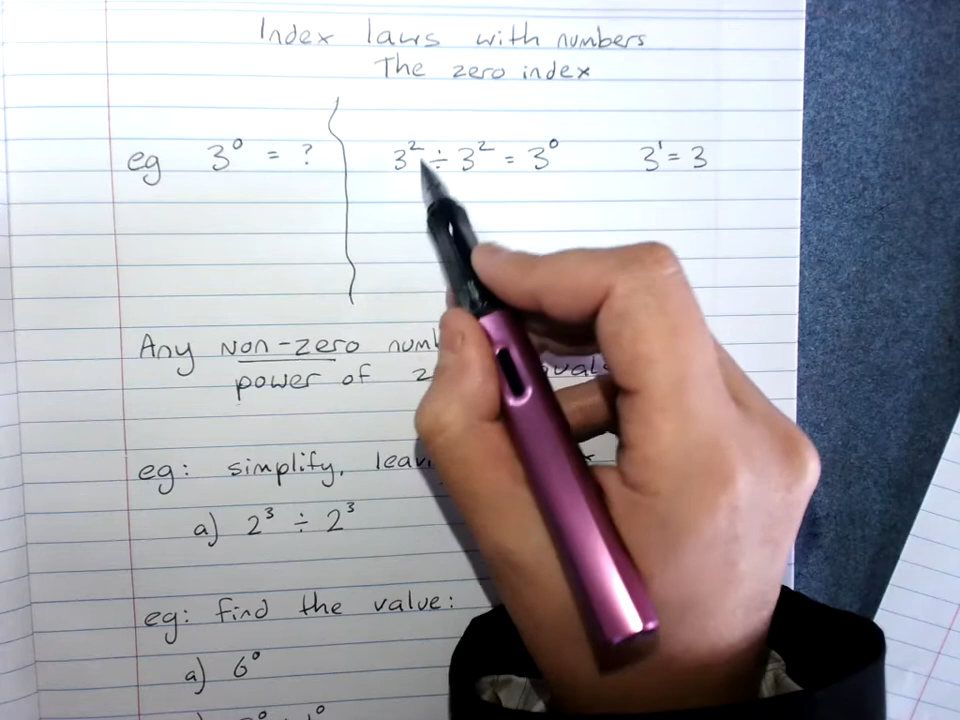 Index laws with numbers
The zero index
eg 3⁰ = ? 3² ÷ 3² = 3⁰ 3¹ = 3
Any non-zero
power of
eg: simplify,
a) 2³ ÷ 2³
eg: find the value:
a) 6⁰